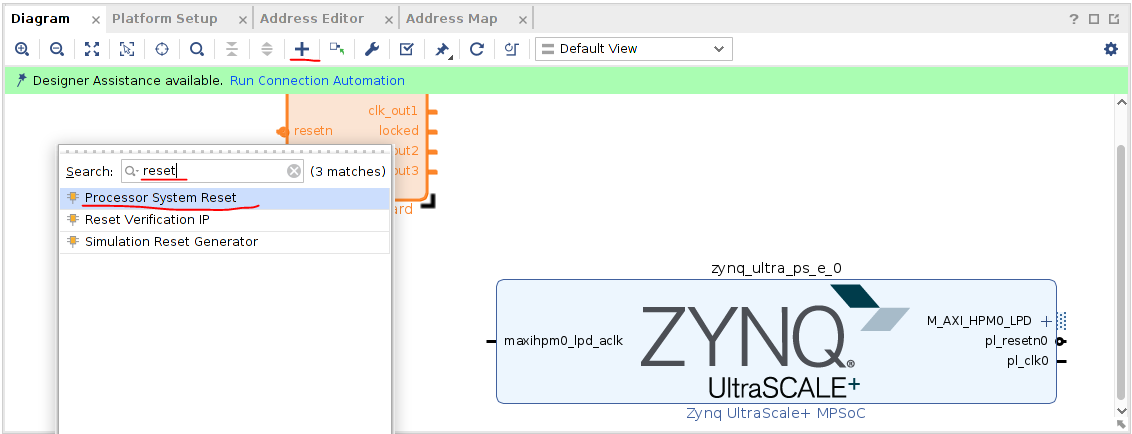 Diagram × Platform Setup × Address Editor × Address Map × ? □ ⧉
Default View
Designer Assistance available. Run Connection Automation
clk_out1
resetn locked
out2
Search: reset (3 matches) out3
Processor System Reset
ard
Reset Verification IP
Simulation Reset Generator
zynq_ultra_ps_e_0
ZYNQ®
UltraSCALE+
maxihpm0_lpd_aclk
M_AXI_HPM0_LPD +
pl_resetn0
pl_clk0
Zynq UltraScale+ MPSoC